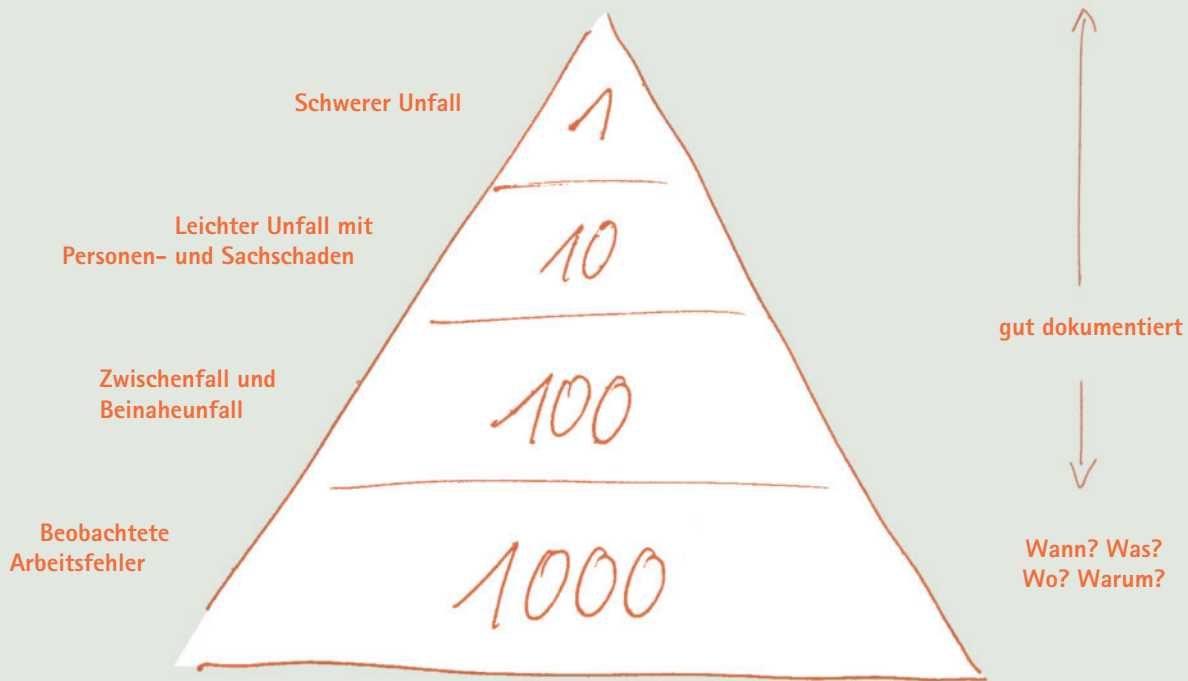 Schwerer Unfall
1
Leichter Unfall mit
Personen- und Sachschaden
10
gut dokumentiert
Zwischenfall und
Beinaheunfall
100
Beobachtete
Arbeitsfehler
1000
Wann? Was?
Wo? Warum?